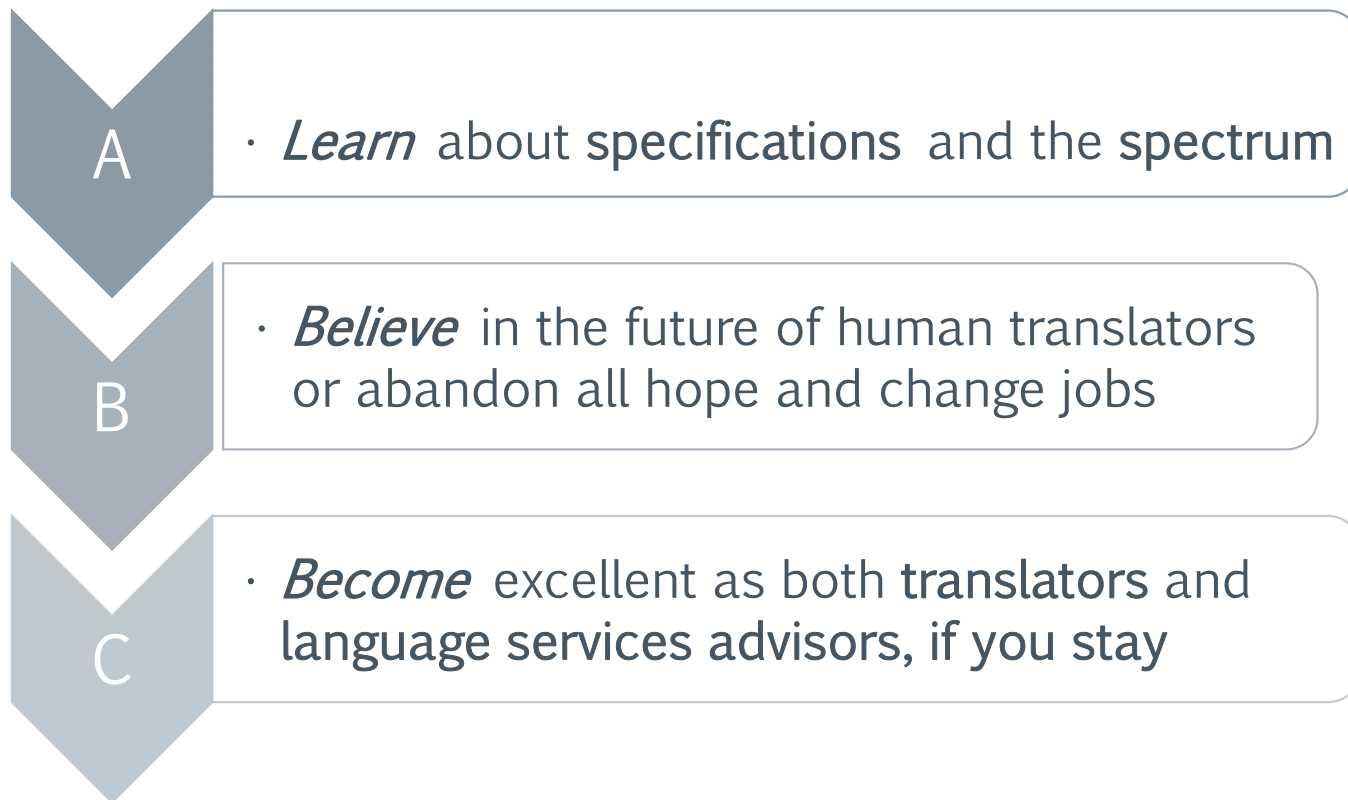 A
· Learn about specifications and the spectrum
B
· Believe in the future of human translators
or abandon all hope and change jobs
C
· Become excellent as both translators and
language services advisors, if you stay